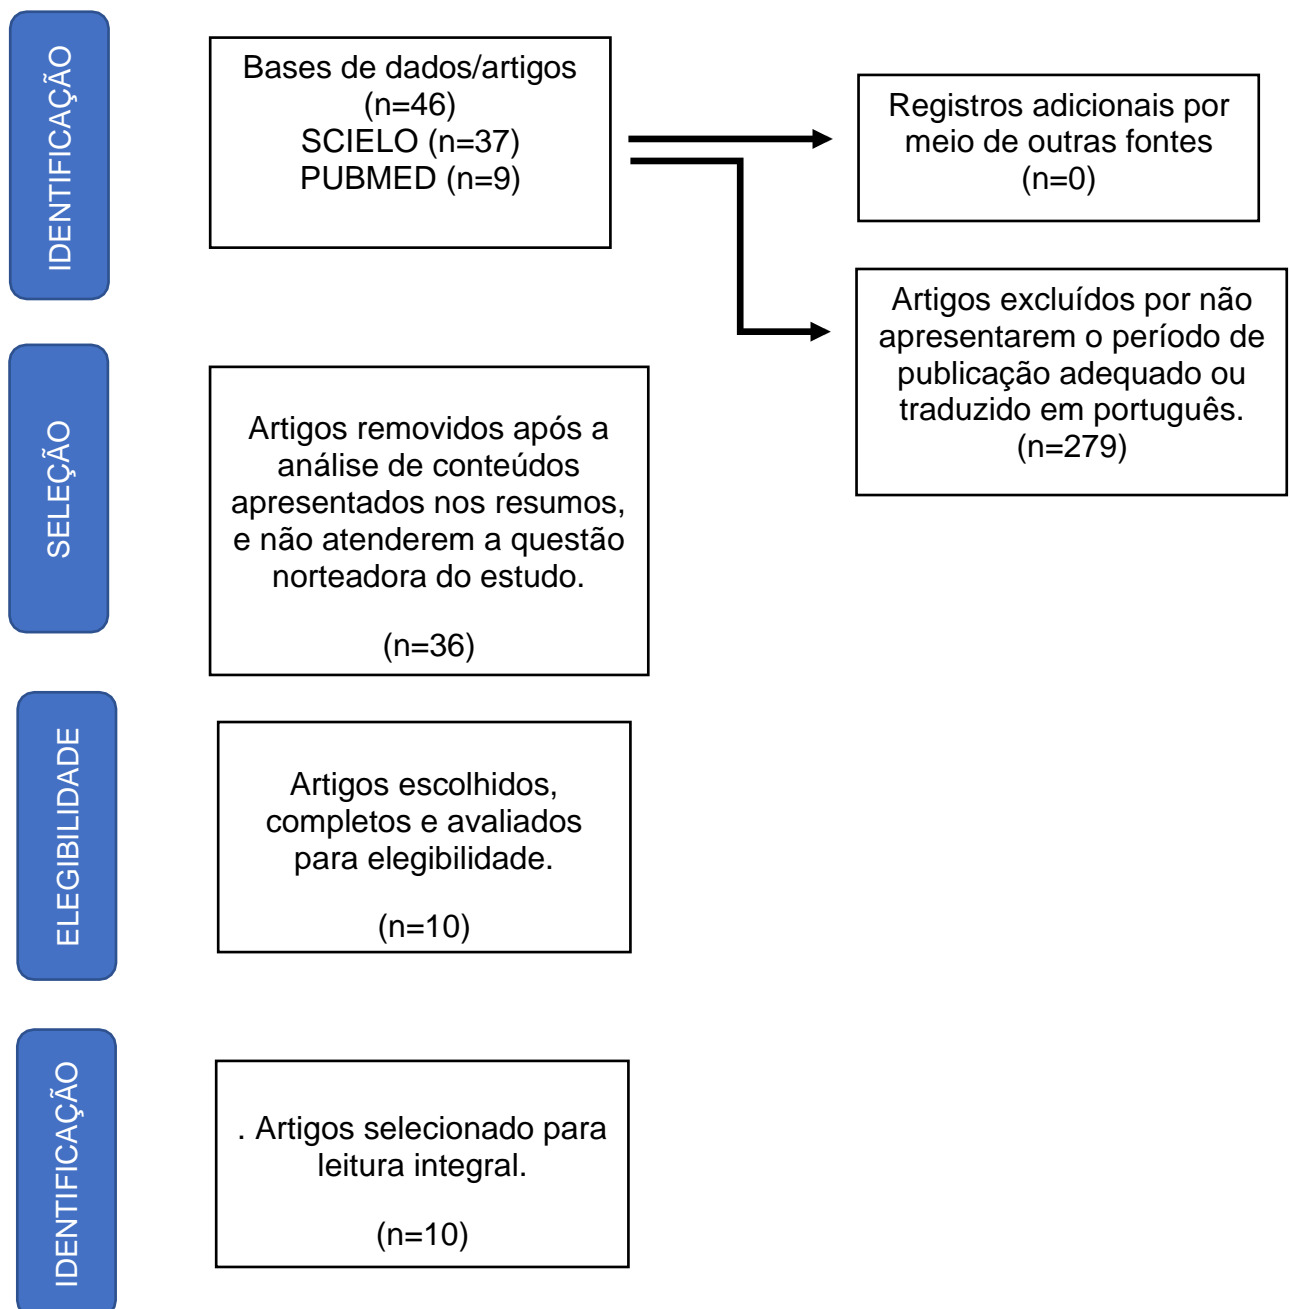 IDENTIFICAÇÃO
Bases de dados/artigos
(n=46)
SCIELO (n=37)
PUBMED (n=9)
Registros adicionais por
meio de outras fontes
(n=0)
Artigos excluídos por não
apresentarem o período de
publicação adequado ou
traduzido em português.
(n=279)
SELEÇÃO
Artigos removidos após a
análise de conteúdos
apresentados nos resumos,
e não atenderem a questão
norteadora do estudo.
(n=36)
ELEGIBILIDADE
Artigos escolhidos,
completos e avaliados
para elegibilidade.
(n=10)
IDENTIFICAÇÃO
. Artigos selecionado para
leitura integral.
(n=10)